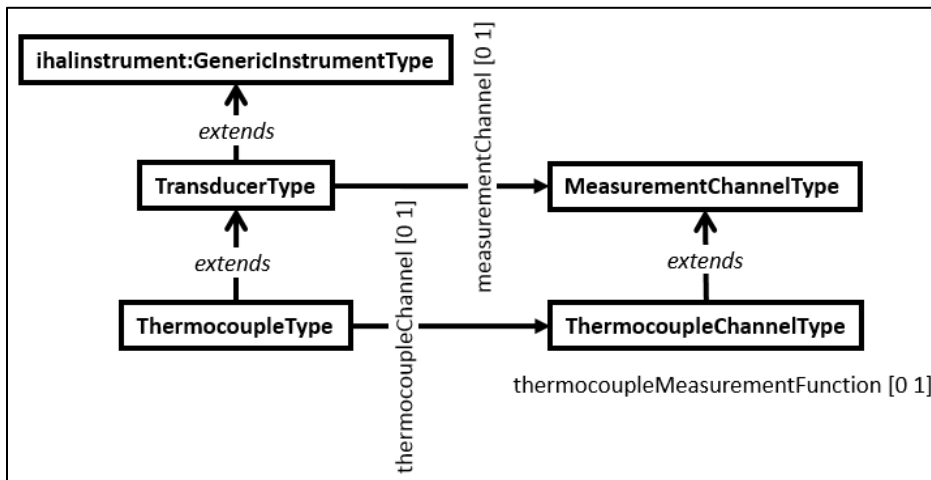 ihalinstrument:GenericInstrumentType
measurementChannel [0 1]
extends
TransducerType
MeasurementChannelType
thermocoupleChannel [0 1]
extends
extends
ThermocoupleType
ThermocoupleChannelType
thermocoupleMeasurementFunction [0 1]